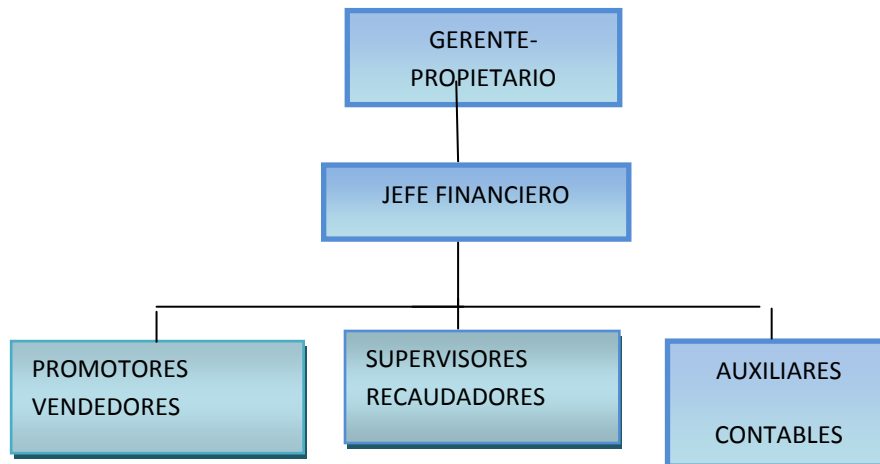 GERENTE-
PROPIETARIO
JEFE FINANCIERO
PROMOTORES
VENDEDORES
SUPERVISORES
RECAUDADORES
AUXILIARES
CONTABLES